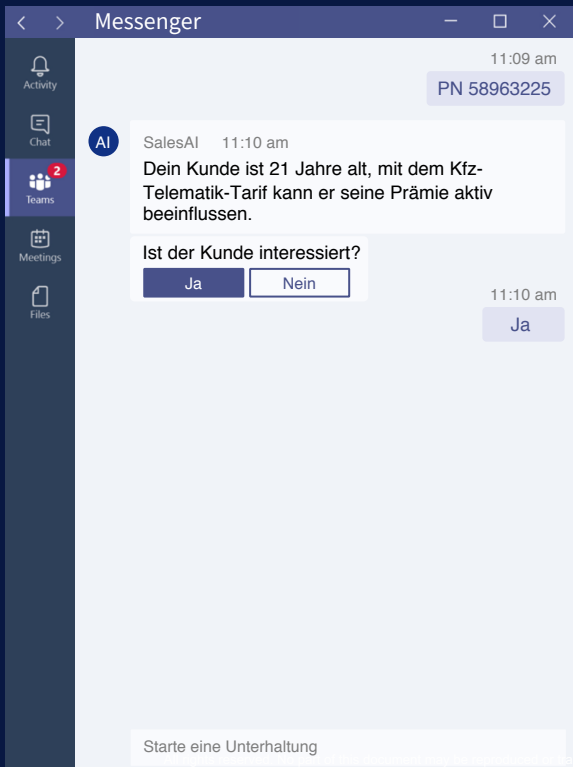 Messenger
11:09 am
Activity
PN 58963225
Chat
AI
SalesAI 11:10 am
Dein Kunde ist 21 Jahre alt, mit dem Kfz-
Telematik-Tarif kann er seine Prämie aktiv
beeinflussen.
2
Teams
Ist der Kunde interessiert?
Meetings
Ja Nein
11:10 am
Files
Ja
Starte eine Unterhaltung